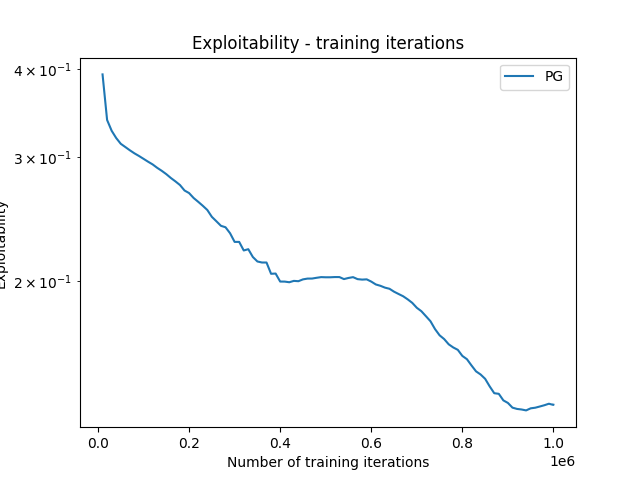 Exploitability - training iterations
PG
4 × 10⁻¹
3 × 10⁻¹
2 × 10⁻¹
Exploitability
0.0 0.2 0.4 0.6 0.8 1.0
1e6
Number of training iterations